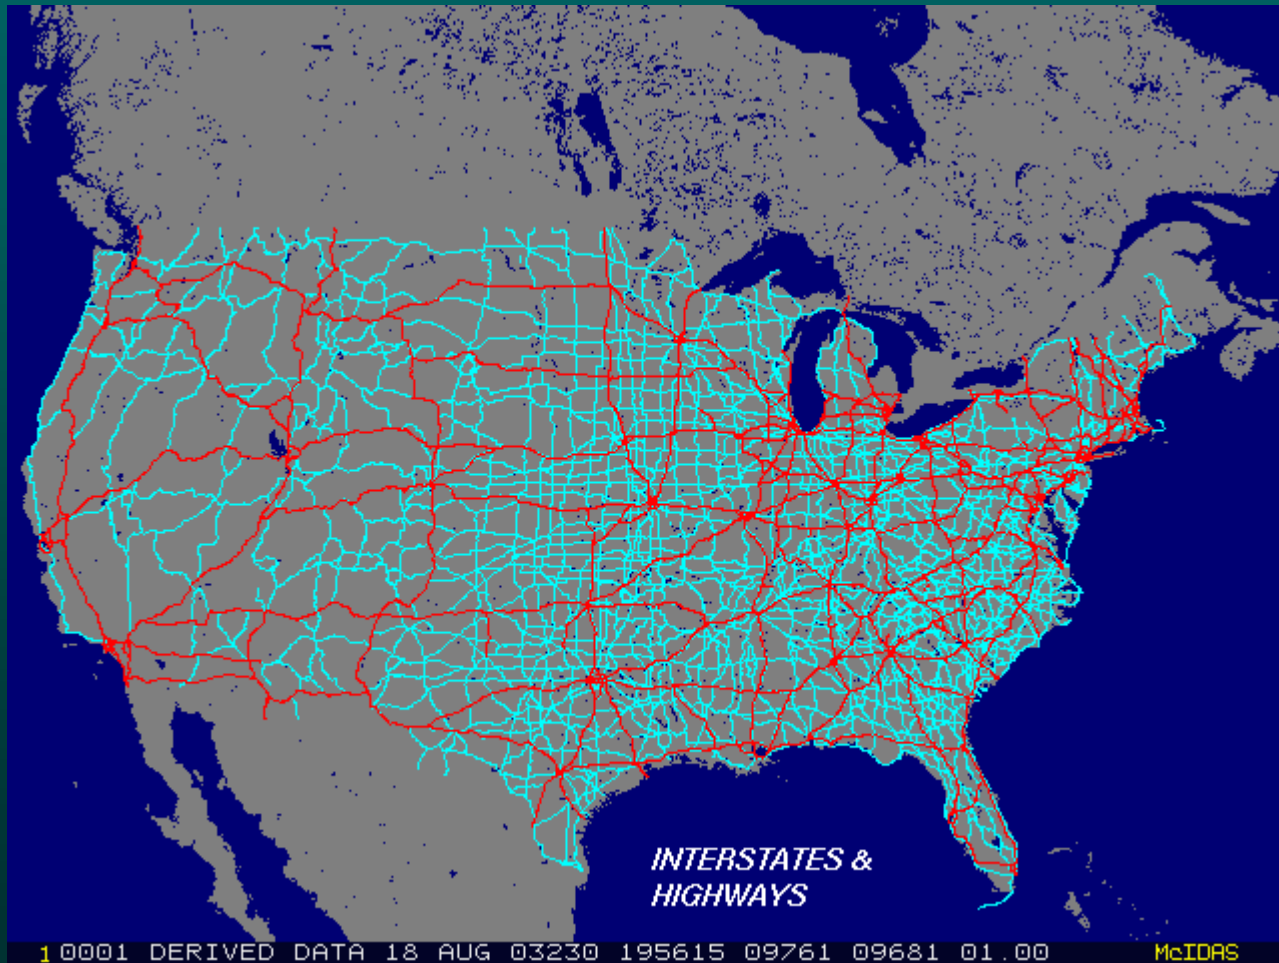 INTERSTATES &
HIGHWAYS
1 0001 DERIVED DATA 18 AUG 03230 195615 09761 09681 01.00 McIDAS